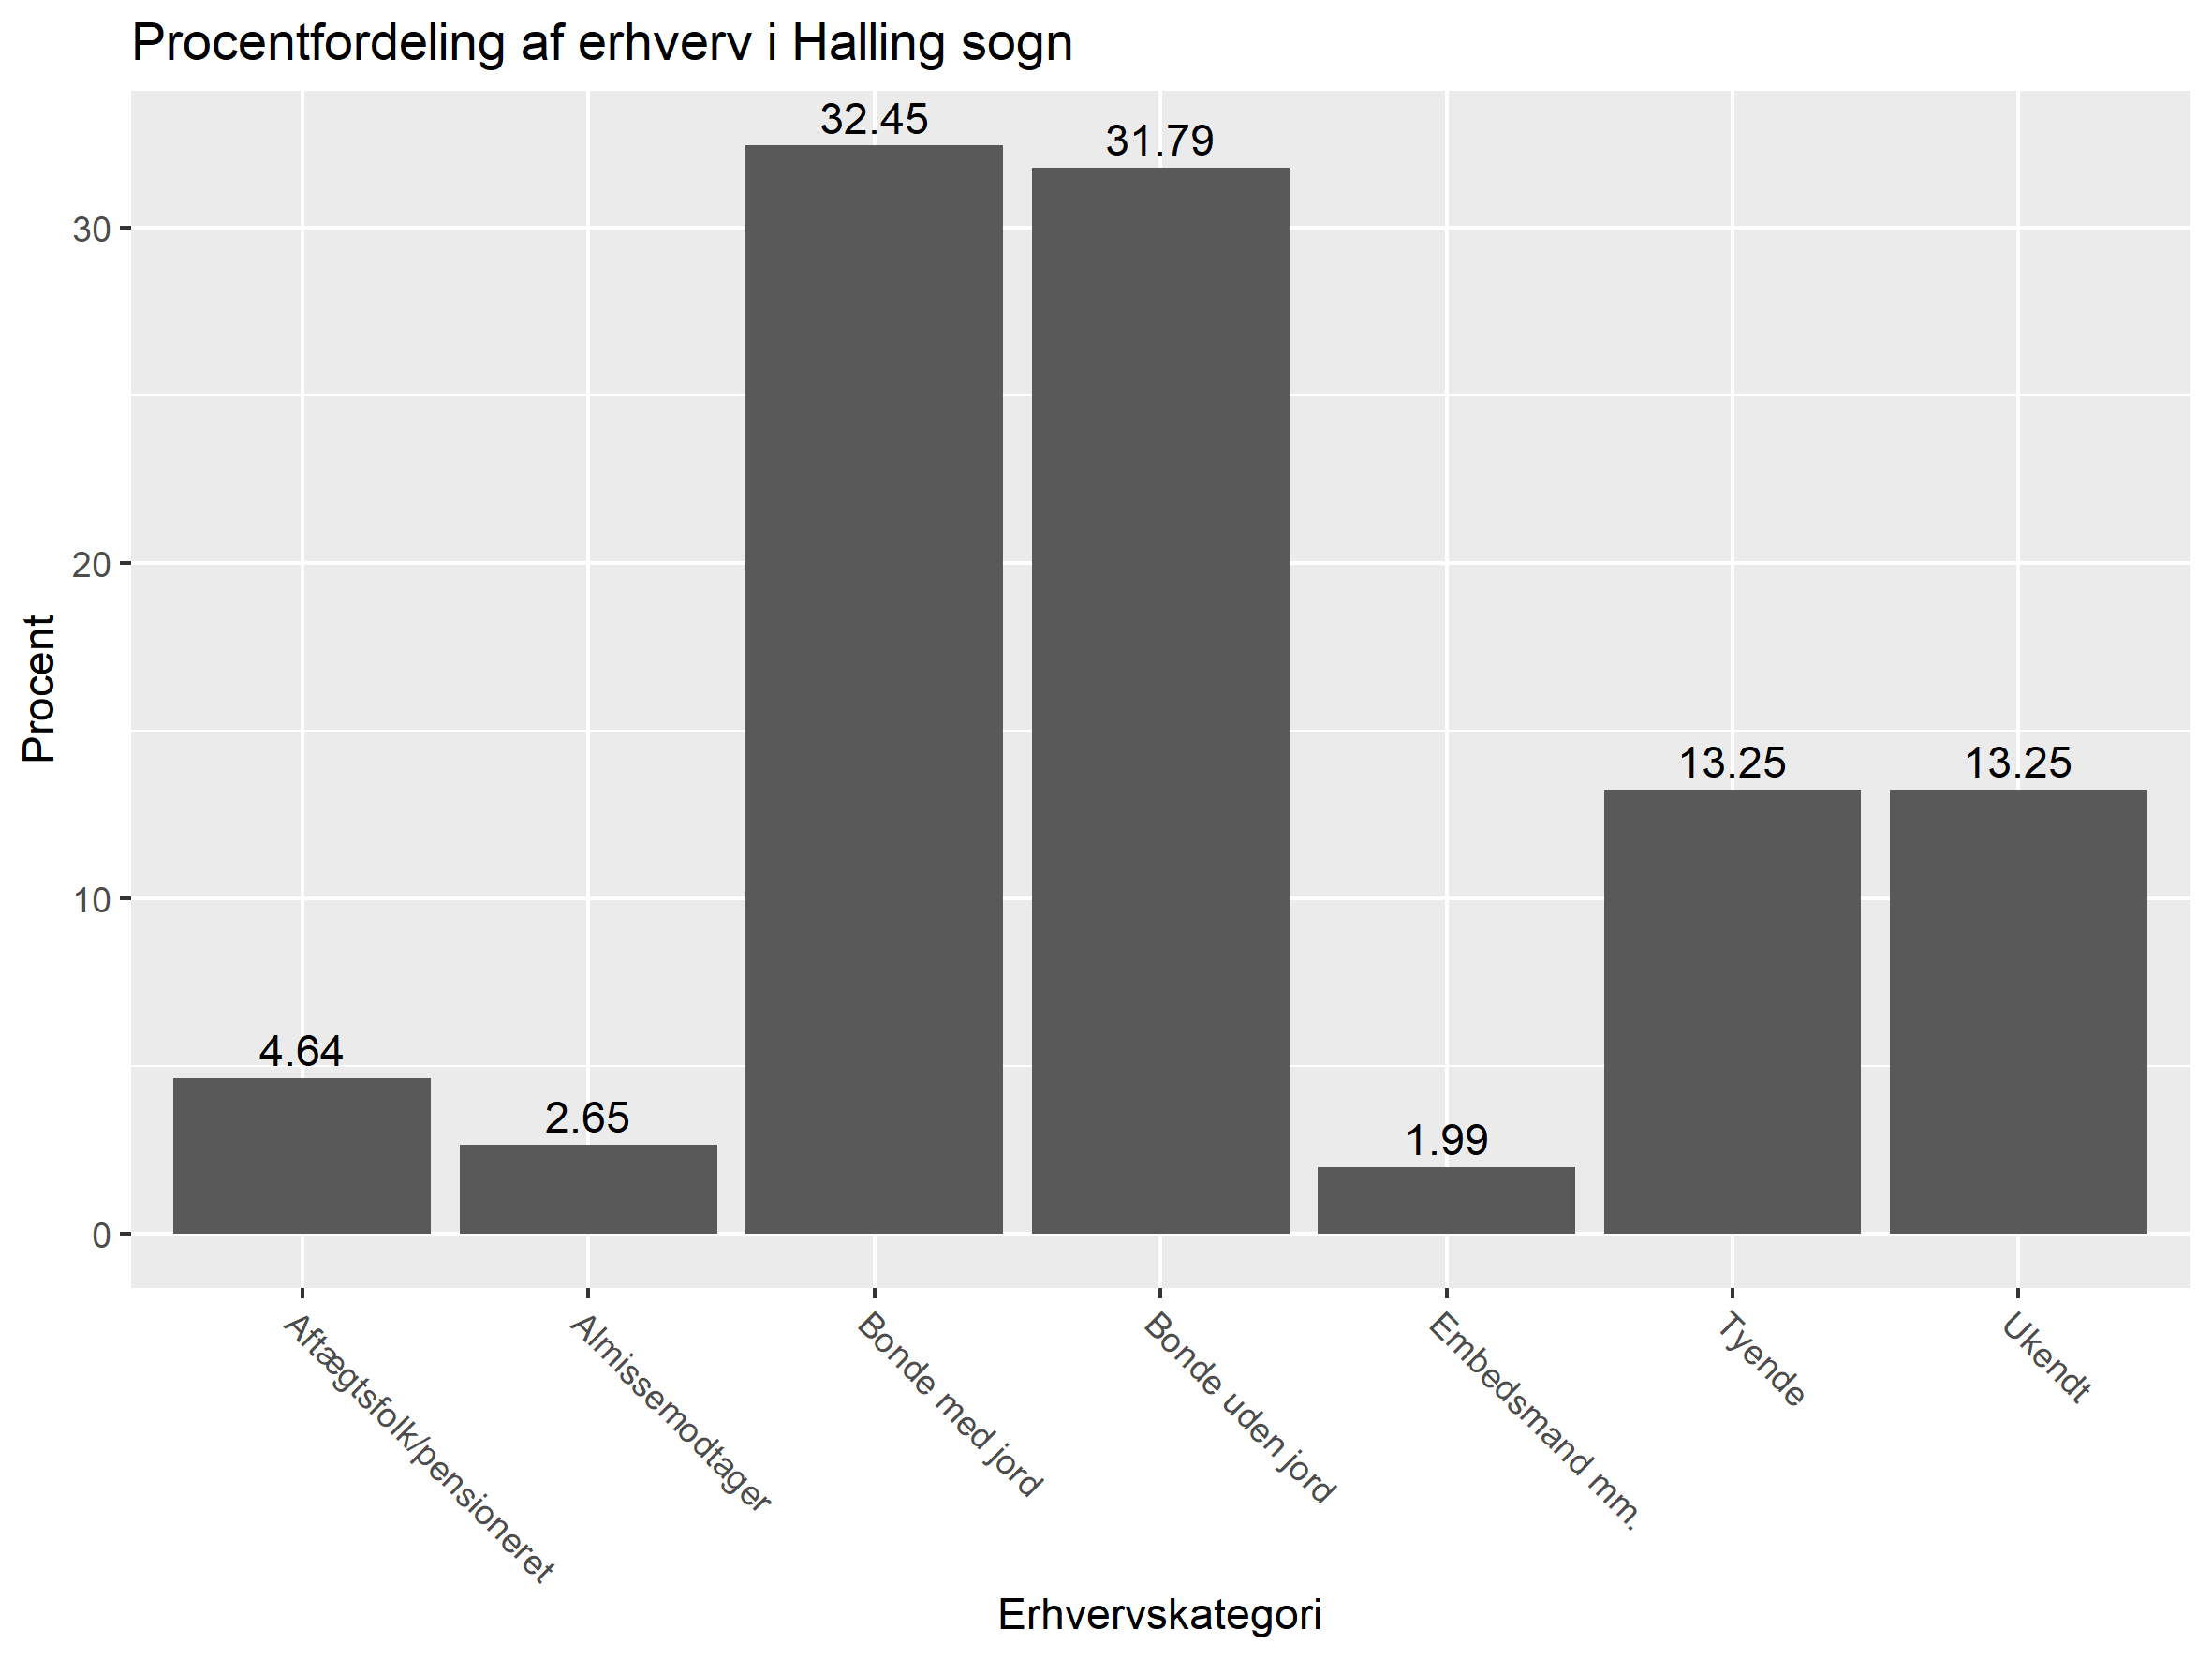 Procentfordeling af erhverv i Halling sogn
32.45
31.79
30
20
Procent
13.25
13.25
10
4.64
2.65
1.99
0
Aftægtsfolk/pensioneret
Almissemodtager
Bonde med jord
Bonde uden jord
Embedsmand mm.
Tyende
Ukendt
Erhvervskategori